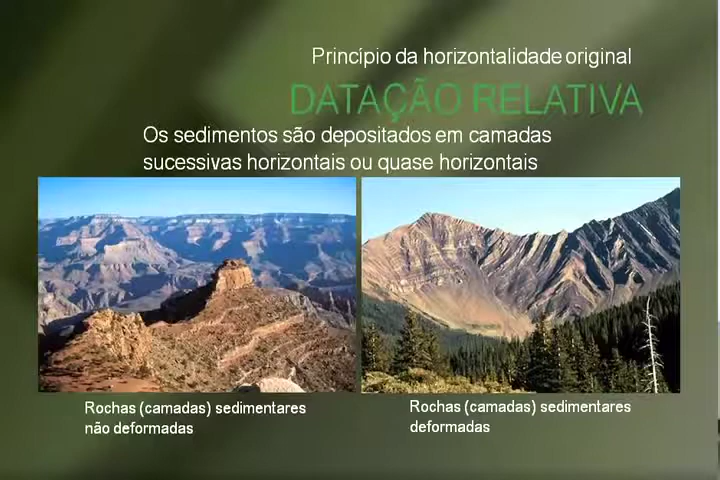 Princípio da horizontalidade original
DATAÇÃO RELATIVA
Os sedimentos são depositados em camadas
sucessivas horizontais ou quase horizontais
Rochas (camadas) sedimentares
não deformadas
Rochas (camadas) sedimentares
deformadas